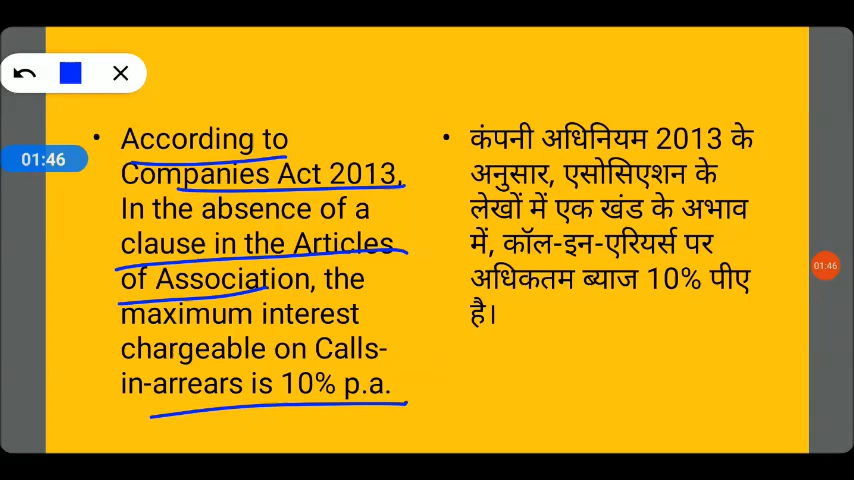 • According to
Companies Act 2013,
In the absence of a
clause in the Articles
of Association, the
maximum interest
chargeable on Calls-
in-arrears is 10% p.a.
• कंपनी अधिनियम 2013 के
अनुसार, एसोसिएशन के
लेखों में एक खंड के अभाव
में, कॉल-इन-एरियर्स पर
अधिकतम ब्याज 10% पीए
है।
01:46
01:46